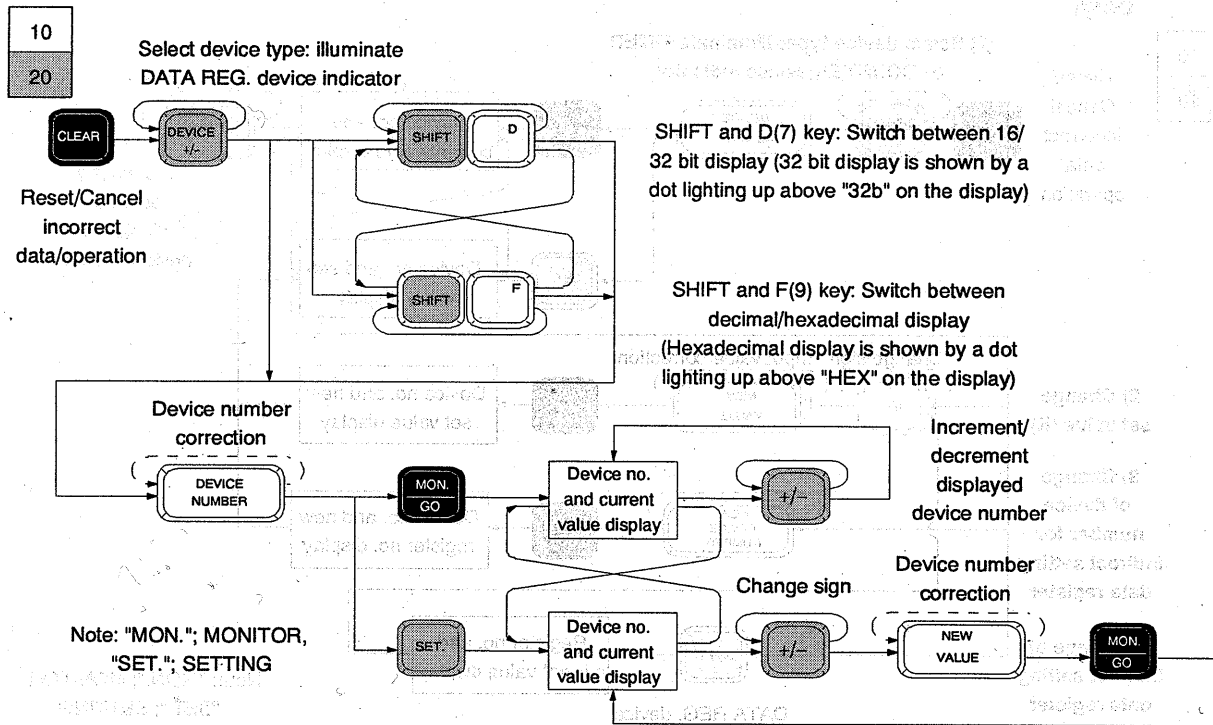 10
20
Select device type: illuminate
DATA REG. device indicator
CLEAR
DEVICE
+/−
SHIFT
D
Reset/Cancel
incorrect
data/operation
SHIFT and D(7) key: Switch between 16/
32 bit display (32 bit display is shown by a
dot lighting up above "32b" on the display)
SHIFT
F
SHIFT and F(9) key: Switch between
decimal/hexadecimal display
(Hexadecimal display is shown by a dot
lighting up above "HEX" on the display)
Device number
correction
DEVICE
NUMBER
MON.
GO
Device no.
and current
value display
+/−
Increment/
decrement
displayed
device number
Note: "MON."; MONITOR,
"SET."; SETTING
SET.
Device no.
and current
value display
Change sign
+/−
Device number
correction
NEW
VALUE
MON.
GO